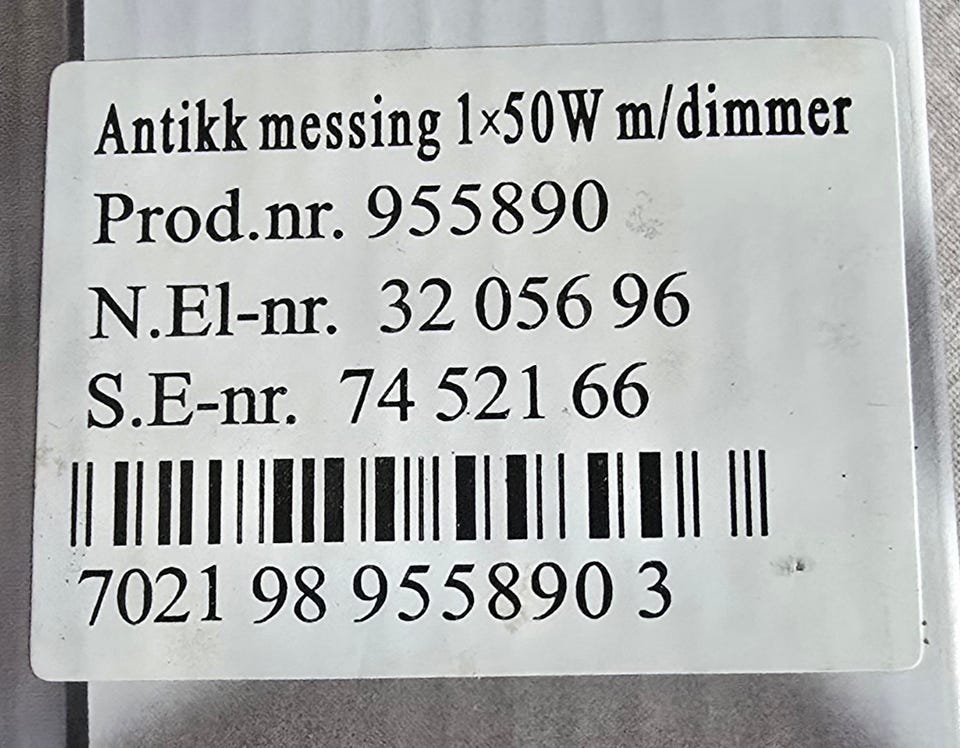 Antikk messing 1×50W m/dimmer
Prod.nr. 955890
N.El-nr. 32 056 96
S.E-nr. 74 521 66
7021 98 955890 3